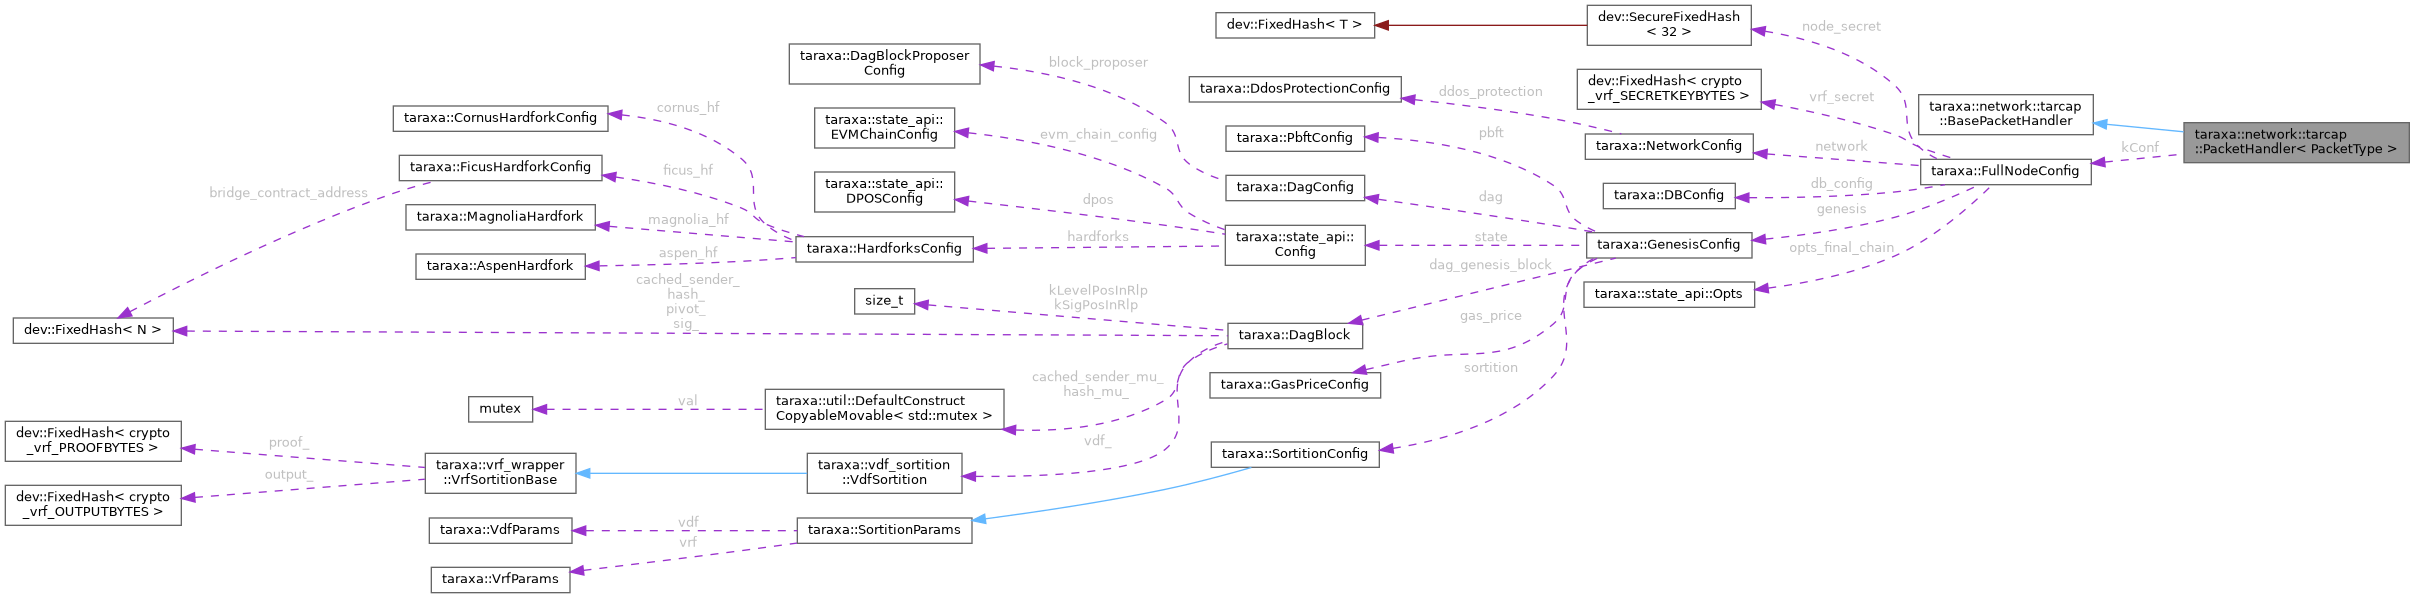 dev::FixedHash< T >
dev::SecureFixedHash
< 32 >
node_secret
taraxa::DagBlockProposer
Config
block_proposer
taraxa::DdosProtectionConfig
ddos_protection
dev::FixedHash< crypto
_vrf_SECRETKEYBYTES >
vrf_secret
taraxa::network::tarcap
::BasePacketHandler
taraxa::network::tarcap
::PacketHandler< PacketType >
kConf
taraxa::CornusHardforkConfig
cornus_hf
taraxa::state_api::
EVMChainConfig
evm_chain_config
taraxa::PbftConfig
pbft
taraxa::NetworkConfig
network
taraxa::FullNodeConfig
taraxa::FicusHardforkConfig
ficus_hf
bridge_contract_address
taraxa::state_api::
DPOSConfig
dpos
taraxa::DagConfig
dag
taraxa::DBConfig
db_config
genesis
taraxa::MagnoliaHardfork
magnolia_hf
taraxa::HardforksConfig
hardforks
taraxa::state_api::
Config
state
taraxa::GenesisConfig
opts_final_chain
taraxa::AspenHardfork
aspen_hf
dag_genesis_block
cached_sender_
hash_
pivot_
sig_
size_t
kLevelPosInRlp
kSigPosInRlp
taraxa::state_api::Opts
dev::FixedHash< N >
taraxa::DagBlock
gas_price
taraxa::GasPriceConfig
sortition
cached_sender_mu_
hash_mu_
mutex
val
taraxa::util::DefaultConstruct
CopyableMovable< std::mutex >
dev::FixedHash< crypto
_vrf_PROOFBYTES >
proof_
vdf_
taraxa::SortitionConfig
taraxa::vrf_wrapper
::VrfSortitionBase
taraxa::vdf_sortition
::VdfSortition
output_
dev::FixedHash< crypto
_vrf_OUTPUTBYTES >
taraxa::VdfParams
vdf
taraxa::SortitionParams
vrf
taraxa::VrfParams